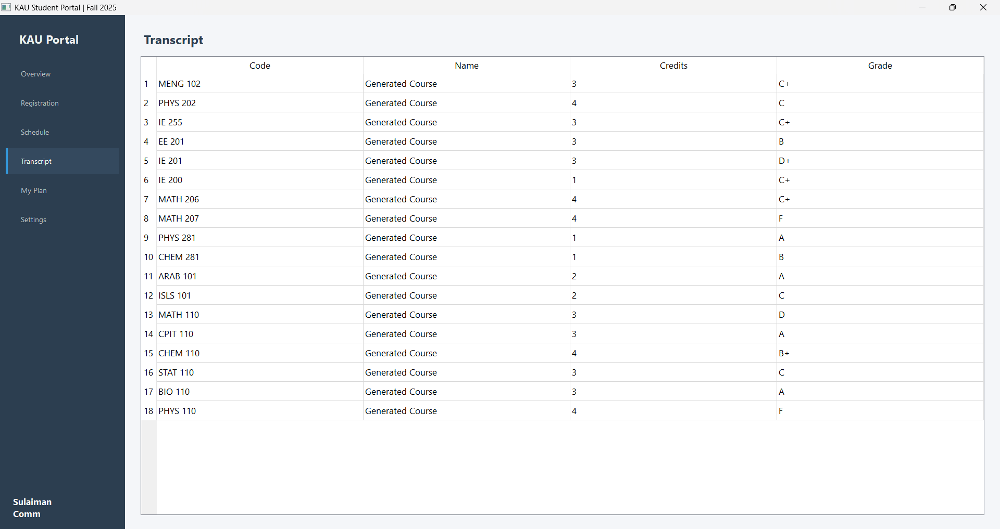 KAU Student Portal | Fall 2025
KAU Portal
Overview
Registration
Schedule
Transcript
My Plan
Settings
Sulaiman
Comm
Transcript
Code Name Credits Grade
1 MENG 102 Generated Course 3 C+
2 PHYS 202 Generated Course 4 C
3 IE 255 Generated Course 3 C+
4 EE 201 Generated Course 3 B
5 IE 201 Generated Course 3 D+
6 IE 200 Generated Course 1 C+
7 MATH 206 Generated Course 4 C+
8 MATH 207 Generated Course 4 F
9 PHYS 281 Generated Course 1 A
10 CHEM 281 Generated Course 1 B
11 ARAB 101 Generated Course 2 A
12 ISLS 101 Generated Course 2 C
13 MATH 110 Generated Course 3 D
14 CPIT 110 Generated Course 3 A
15 CHEM 110 Generated Course 4 B+
16 STAT 110 Generated Course 3 C
17 BIO 110 Generated Course 3 A
18 PHYS 110 Generated Course 4 F